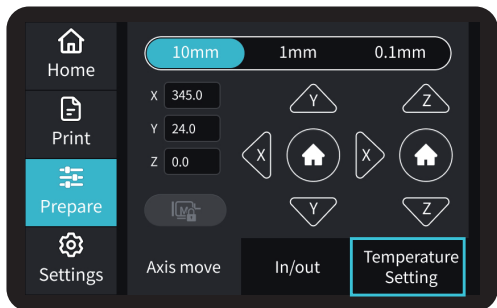 Home
Print
Prepare
Settings
10mm 1mm 0.1mm
X 345.0
Y 24.0
Z 0.0
Y Z
X X
Y Z
M
Axis move In/out Temperature
Setting